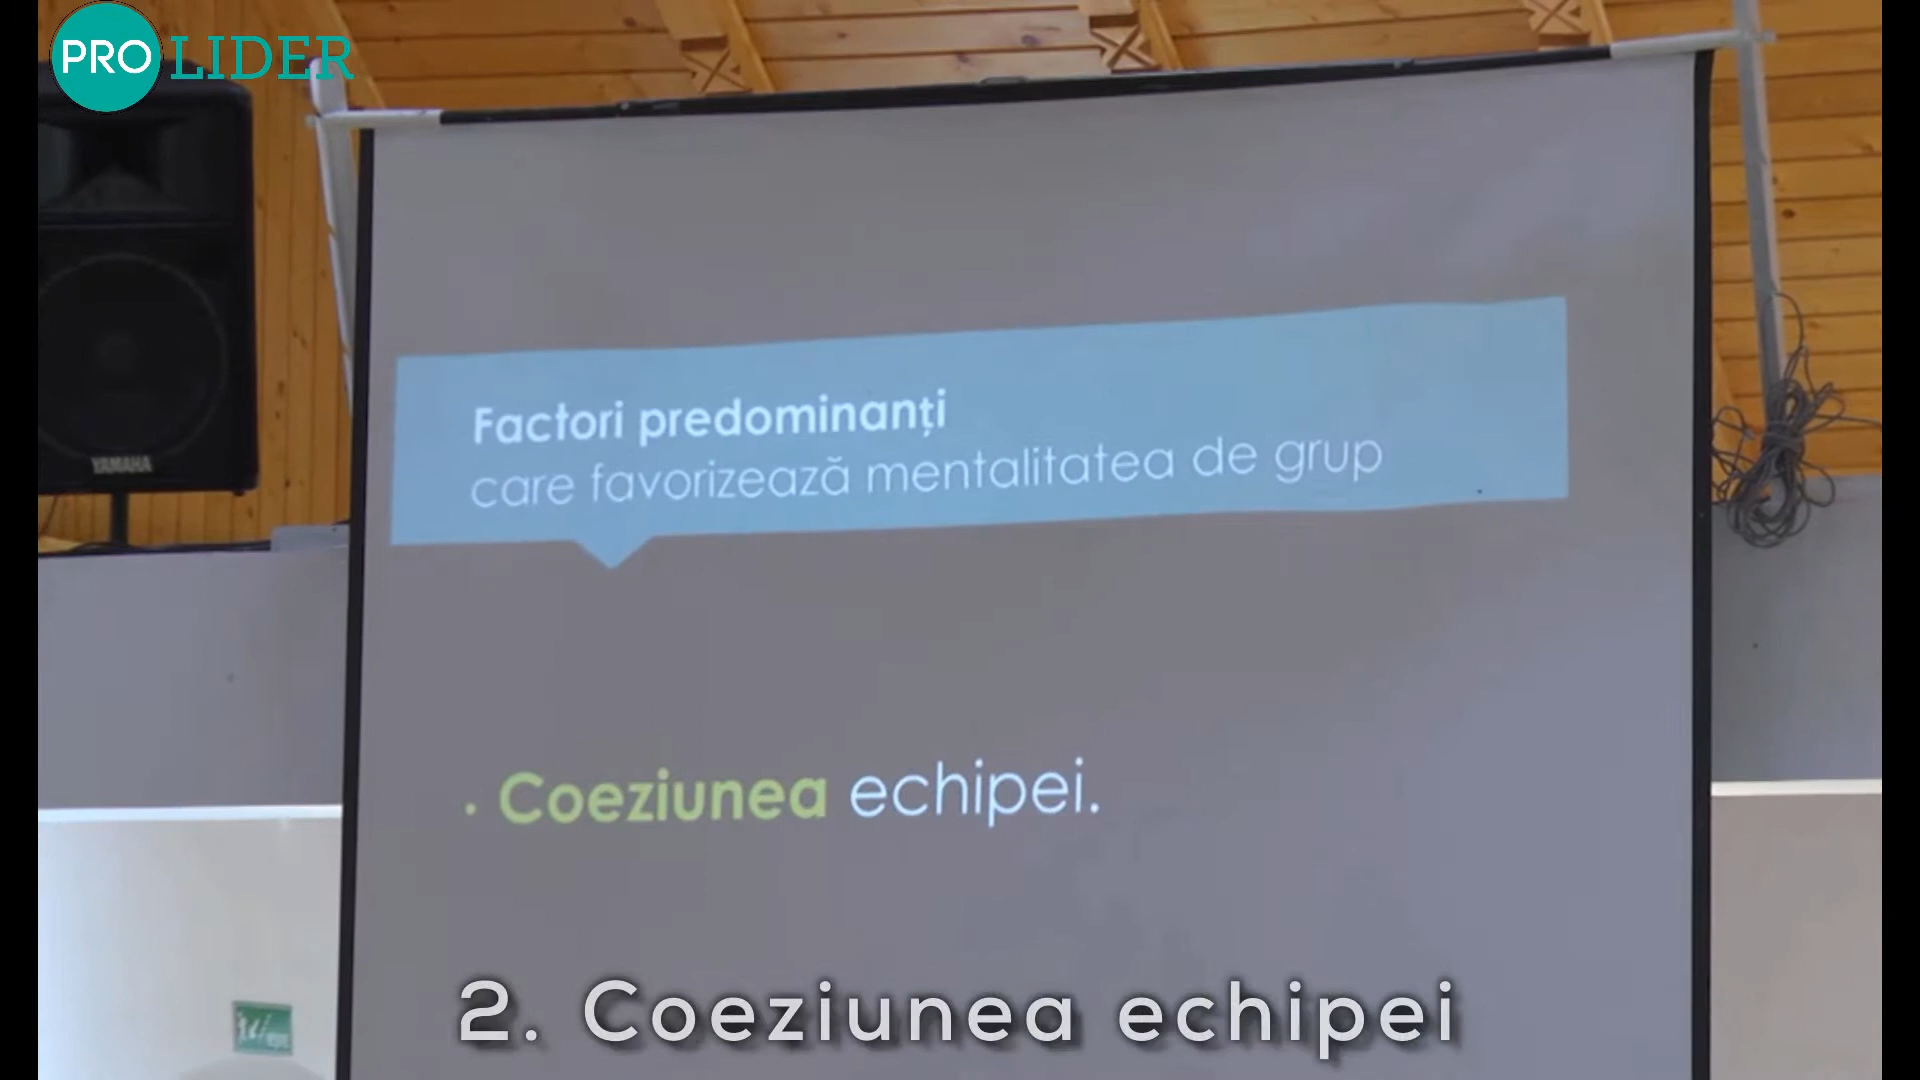 PRO LIDER
YAMAHA
Factori predominanți
care favorizează mentalitatea de grup
• Coeziunea echipei.
2. Coeziunea echipei